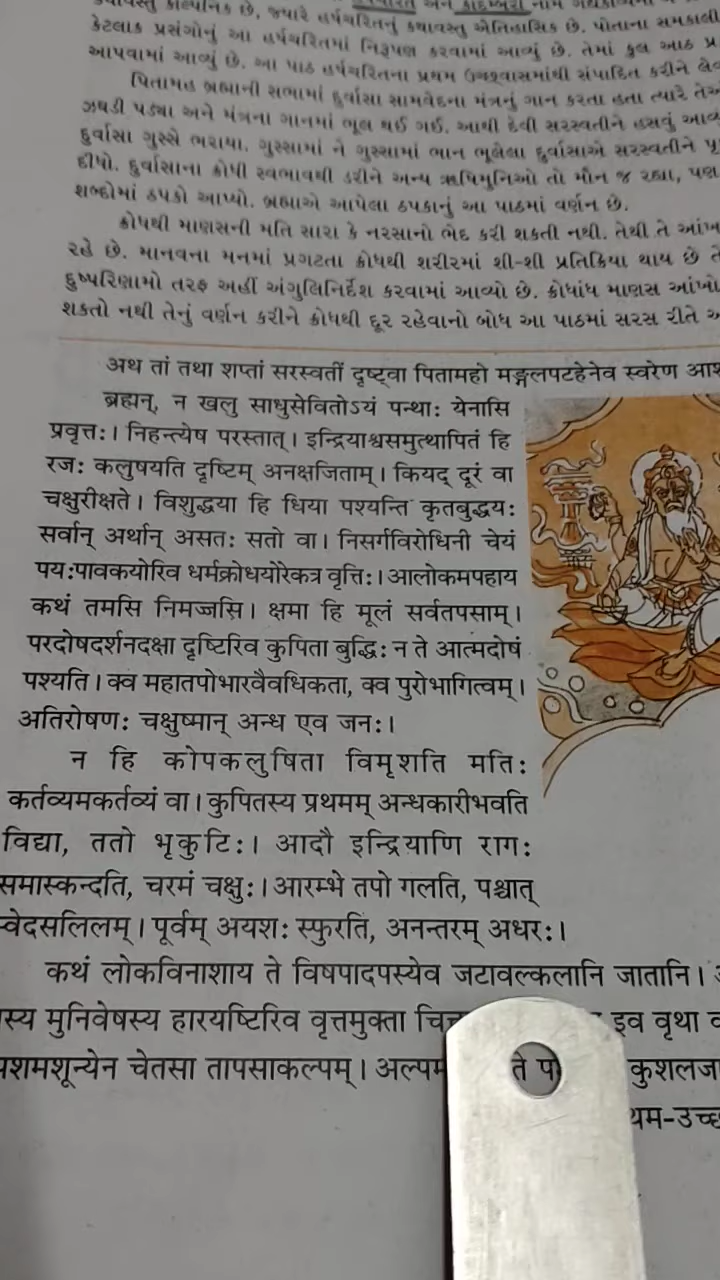 કેટલાક પ્રસંગોનું આ હર્ષચરિતમાં નિરૂપણ કરવામાં આવ્યું છે. તેમાં કુલ આઠ
આપવામાં આવ્યું છે. આ પાઠ હર્ષચરિતના પ્રથમ ઉચ્છ્વાસમાંથી સંપાદિત કરીને
પિતામહ બ્રહ્માની સભામાં દુર્વાસા સામવેદના મંત્રનું ગાન કરતા હતા ત્યારે
ઝઘડી પડ્યા અને મંત્રના ગાનમાં ભૂલ થઈ ગઈ. આથી દેવી સરસ્વતીને હસવું
દુર્વાસા ગુસ્સે ભરાયા. ગુસ્સામાં ને ગુસ્સામાં ભાન ભૂલેલા દુર્વાસાએ સરસ્વતીને
દીધો. દુર્વાસાના ક્રોધી સ્વભાવથી ડરીને અન્ય ઋષિમુનિઓ તો મૌન જ રહ્યા, પણ
શબ્દોમાં ઠપકો આપ્યો. બ્રહ્માએ આપેલા ઠપકાનું આ પાઠમાં વર્ણન છે.
ક્રોધથી માણસની મતિ સારા કે નરસાનો ભેદ કરી શકતી નથી. તેથી તે
રહે છે. માનવના મનમાં પ્રગટતા ક્રોધથી શરીરમાં શી-શી પ્રતિક્રિયા થાય છે
દુષ્પરિણામો તરફ અહીં અંગુલિનિર્દેશ કરવામાં આવ્યો છે. ક્રોધાંધ માણસ આંખો
શકતો નથી તેનું વર્ણન કરીને ક્રોધથી દૂર રહેવાનો બોધ આ પાઠમાં સરસ રીતે
अथ तां तथा शप्तां सरस्वतीं दृष्ट्वा पितामहो मङ्गलपटहेनेव स्वरेण
ब्रह्मन्, न खलु साधुसेवितोऽयं पन्थाः येनासि
प्रवृत्तः। निहन्त्येष परस्तात्। इन्द्रियाश्वसमुत्थापितं हि
रजः कलुषयति दृष्टिम् अनक्षजिताम्। कियद् दूरं वा
चक्षुरीक्षते। विशुद्धया हि धिया पश्यन्ति कृतबुद्धयः
सर्वान् अर्थान् असतः सतो वा। निसर्गविरोधिनी चेयं
पयःपावकयोरिव धर्मक्रोधयोरेकत्र वृत्तिः। आलोकमपहाय
कथं तमसि निमज्जसि। क्षमा हि मूलं सर्वतपसाम्।
परदोषदर्शनदक्षा दृष्टिरिव कुपिता बुद्धिः न ते आत्मदोषं
पश्यति। क्व महातपोभारवैवधिकता, क्व पुरोभागित्वम्।
अतिरोषणः चक्षुष्मान् अन्ध एव जनः।
न हि कोपकलुषिता विमृशति मतिः
कर्तव्यमकर्तव्यं वा। कुपितस्य प्रथमम् अन्धकारीभवति
विद्या, ततो भृकुटिः। आदौ इन्द्रियाणि रागः
समास्कन्दति, चरमं चक्षुः। आरम्भे तपो गलति, पश्चात्
स्वेदसलिलम्। पूर्वम् अयशः स्फुरति, अनन्तरम् अधरः।
कथं लोकविनाशाय ते विषपादपस्येव जटावल्कलानि जातानि।
मुनिवेषस्य हारयष्टिरिव वृत्तमुक्ता इव वृथा
चेतसा तापसाकल्पम्।